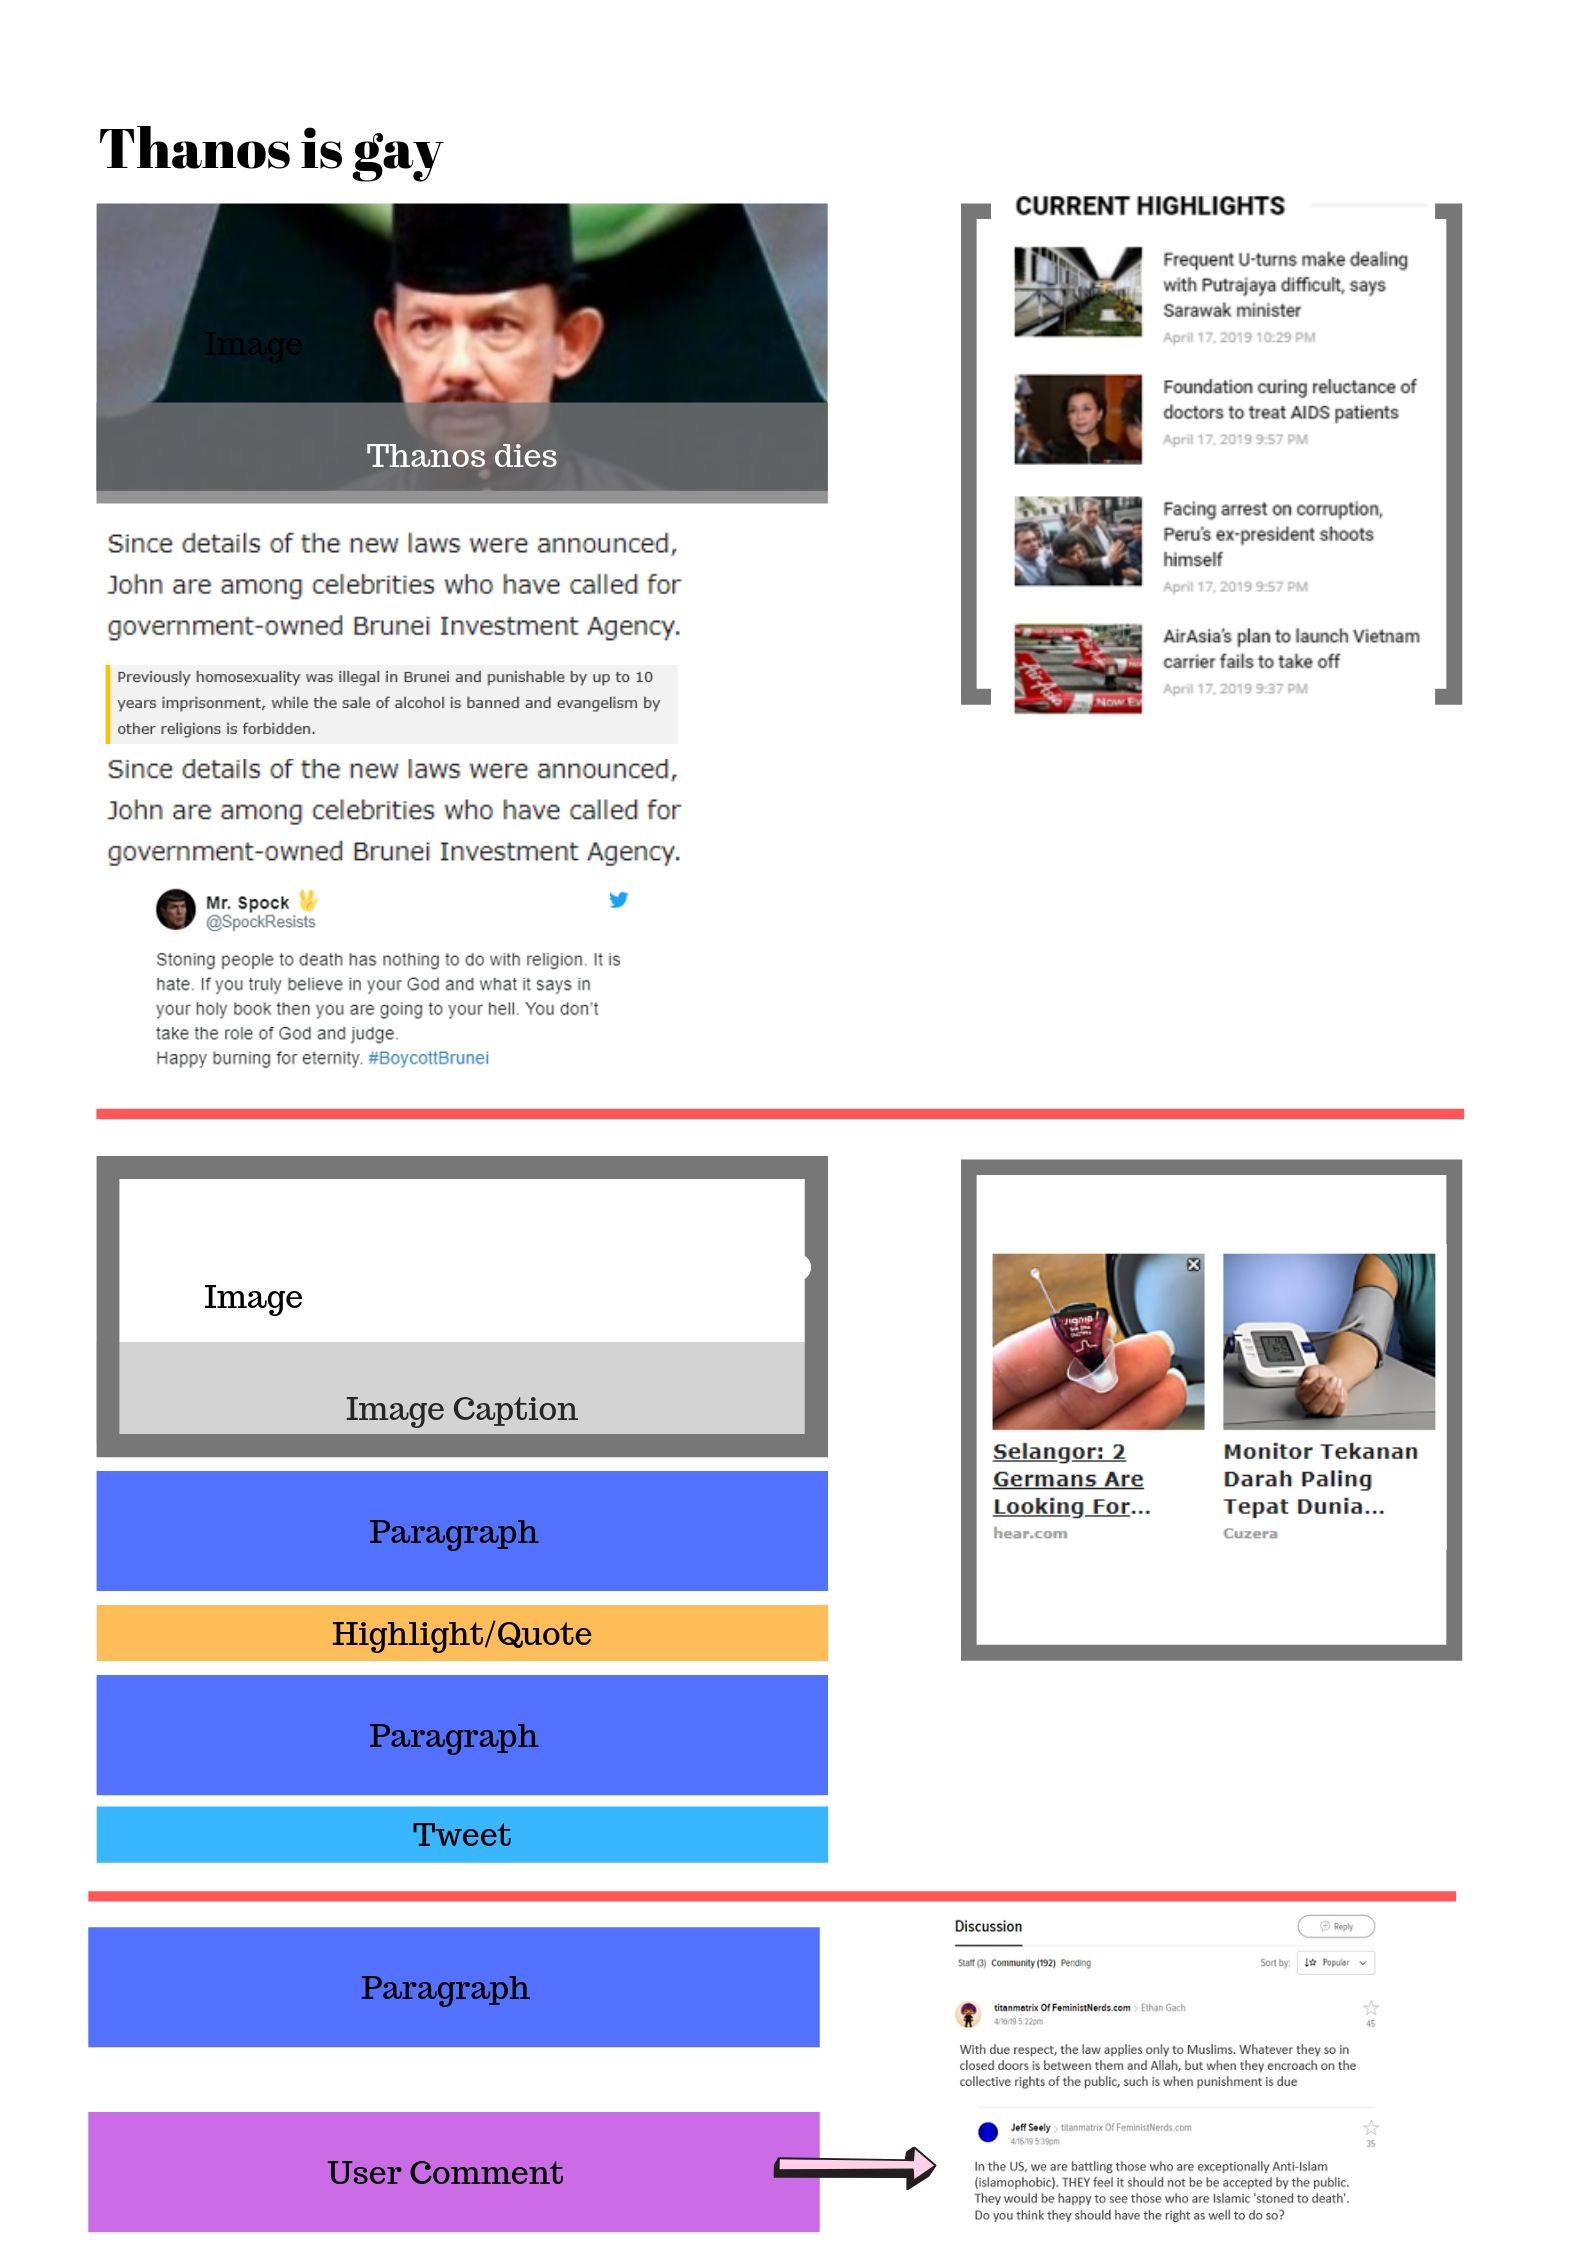 Thanos is gay
Image
Thanos dies
Since details of the new laws were announced,
John are among celebrities who have called for
government-owned Brunei Investment Agency.
Previously homosexuality was illegal in Brunei and punishable by up to 10
years imprisonment, while the sale of alcohol is banned and evangelism by
other religions is forbidden.
Since details of the new laws were announced,
John are among celebrities who have called for
government-owned Brunei Investment Agency.
Mr. Spock 🖖
@SpockResists
Stoning people to death has nothing to do with religion. It is
hate. If you truly believe in your God and what it says in
your holy book then you are going to your hell. You don't
take the role of God and judge.
Happy burning for eternity. #BoycottBrunei
CURRENT HIGHLIGHTS
Frequent U-turns make dealing
with Putrajaya difficult, says
Sarawak minister
April 17, 2019 10:29 PM
Foundation curing reluctance of
doctors to treat AIDS patients
April 17, 2019 9:57 PM
Facing arrest on corruption,
Peru's ex-president shoots
himself
April 17, 2019 9:57 PM
Air Asia
Now Ev
AirAsia's plan to launch Vietnam
carrier fails to take off
April 17, 2019 9:37 PM
Image
Image Caption
Paragraph
Highlight/Quote
Paragraph
Tweet
signia
Selangor: 2
Germans Are
Looking For...
hear.com
Monitor Tekanan
Darah Paling
Tepat Dunia...
Cuzera
Paragraph
User Comment
Discussion
Reply
Staff (3) Community (192) Pending
Sort by: Popular
titanmatrix Of FeministNerds.com > Ethan Gach
4/16/19 5:22pm
45
With due respect, the law applies only to Muslims. Whatever they so in
closed doors is between them and Allah, but when they encroach on the
collective rights of the public, such is when punishment is due
Jeff Seely > titanmatrix Of FeministNerds.com
4/16/19 5:39pm
35
In the US, we are battling those who are exceptionally Anti-Islam
(islamophobic). THEY feel it should not be be accepted by the public.
They would be happy to see those who are Islamic 'stoned to death'.
Do you think they should have the right as well to do so?